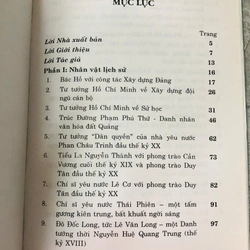 MỤC LỤC
Trang
Lời Nhà xuất bản 5
Lời Giới thiệu 7
Lời Tác giả 13
Phần I: Nhân vật lịch sử 16
1. Bác Hồ với công tác Xây dựng Đảng 16
2. Tư tưởng Hồ Chí Minh về Xây dựng đội
ngũ cán bộ 26
3. Tư tưởng Hồ Chí Minh về Sử học 31
4. Trúc Đường Phạm Phú Thứ - Danh nhân
văn hóa đất Quảng 46
5. Tư tưởng "Dân quyền" của nhà yêu nước
Phan Châu Trinh đầu thế kỷ XX 62
6. Tiểu La Nguyễn Thành với phong trào Cần
Vương cuối thế kỷ XIX và phong trào Duy
Tân đầu thế kỷ XX 76
7. Chí sĩ yêu nước Lê Cơ với phong trào Duy
Tân đầu thế kỷ XX 81
8. Chí sĩ yêu nước Thái Phiên – một tấm
gương kiên trung, bất khuất ngời sáng 91
9. Đô Đốc Long, tức Lê Văn Long – một Danh
tướng thời Nguyễn Huệ Quang Trung (thế
kỷ XVIII) 97